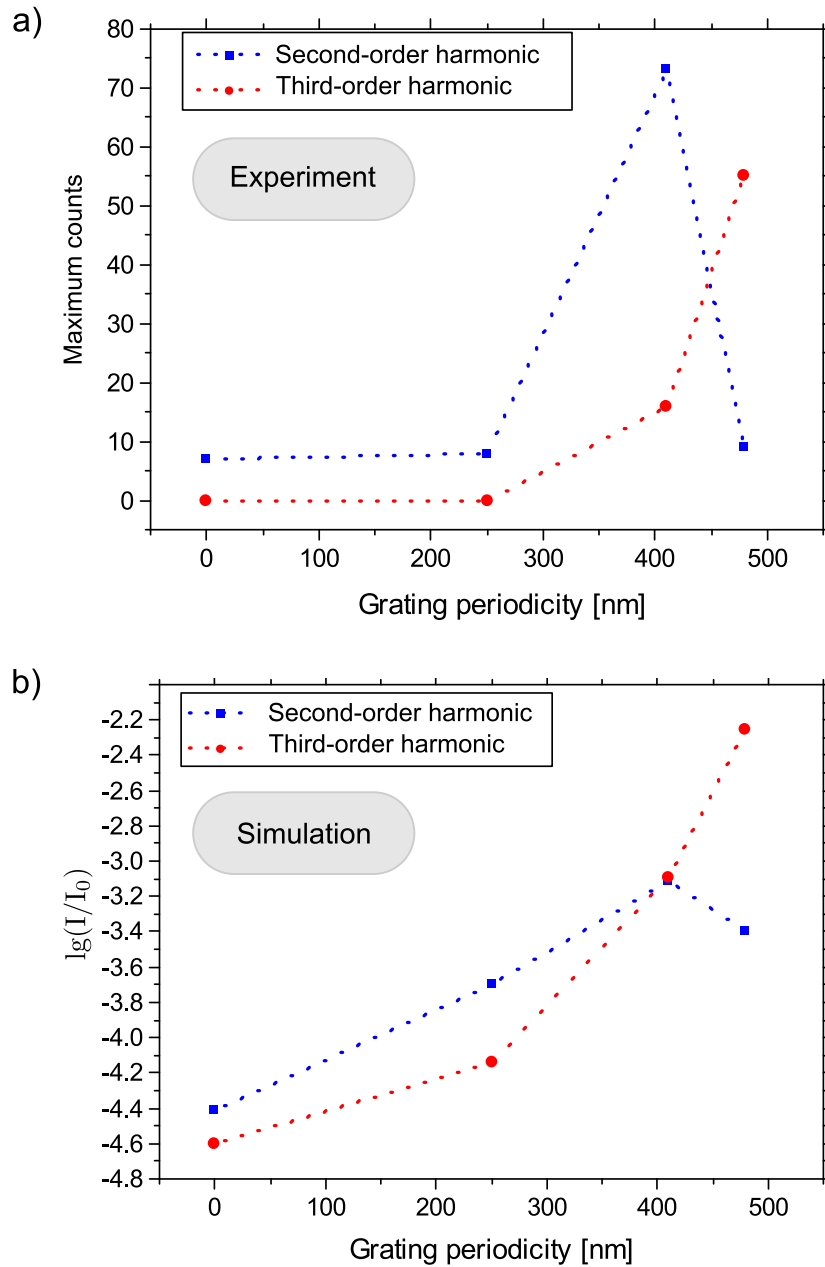 a)
80
70
60
50
40
30
20
10
0
Maximum counts
Second-order harmonic
Third-order harmonic
Experiment
0 100 200 300 400 500
Grating periodicity [nm]
b)
-2.2
-2.4
-2.6
-2.8
-3.0
-3.2
-3.4
-3.6
-3.8
-4.0
-4.2
-4.4
-4.6
-4.8
lg(I/I₀)
Second-order harmonic
Third-order harmonic
Simulation
0 100 200 300 400 500
Grating periodicity [nm]